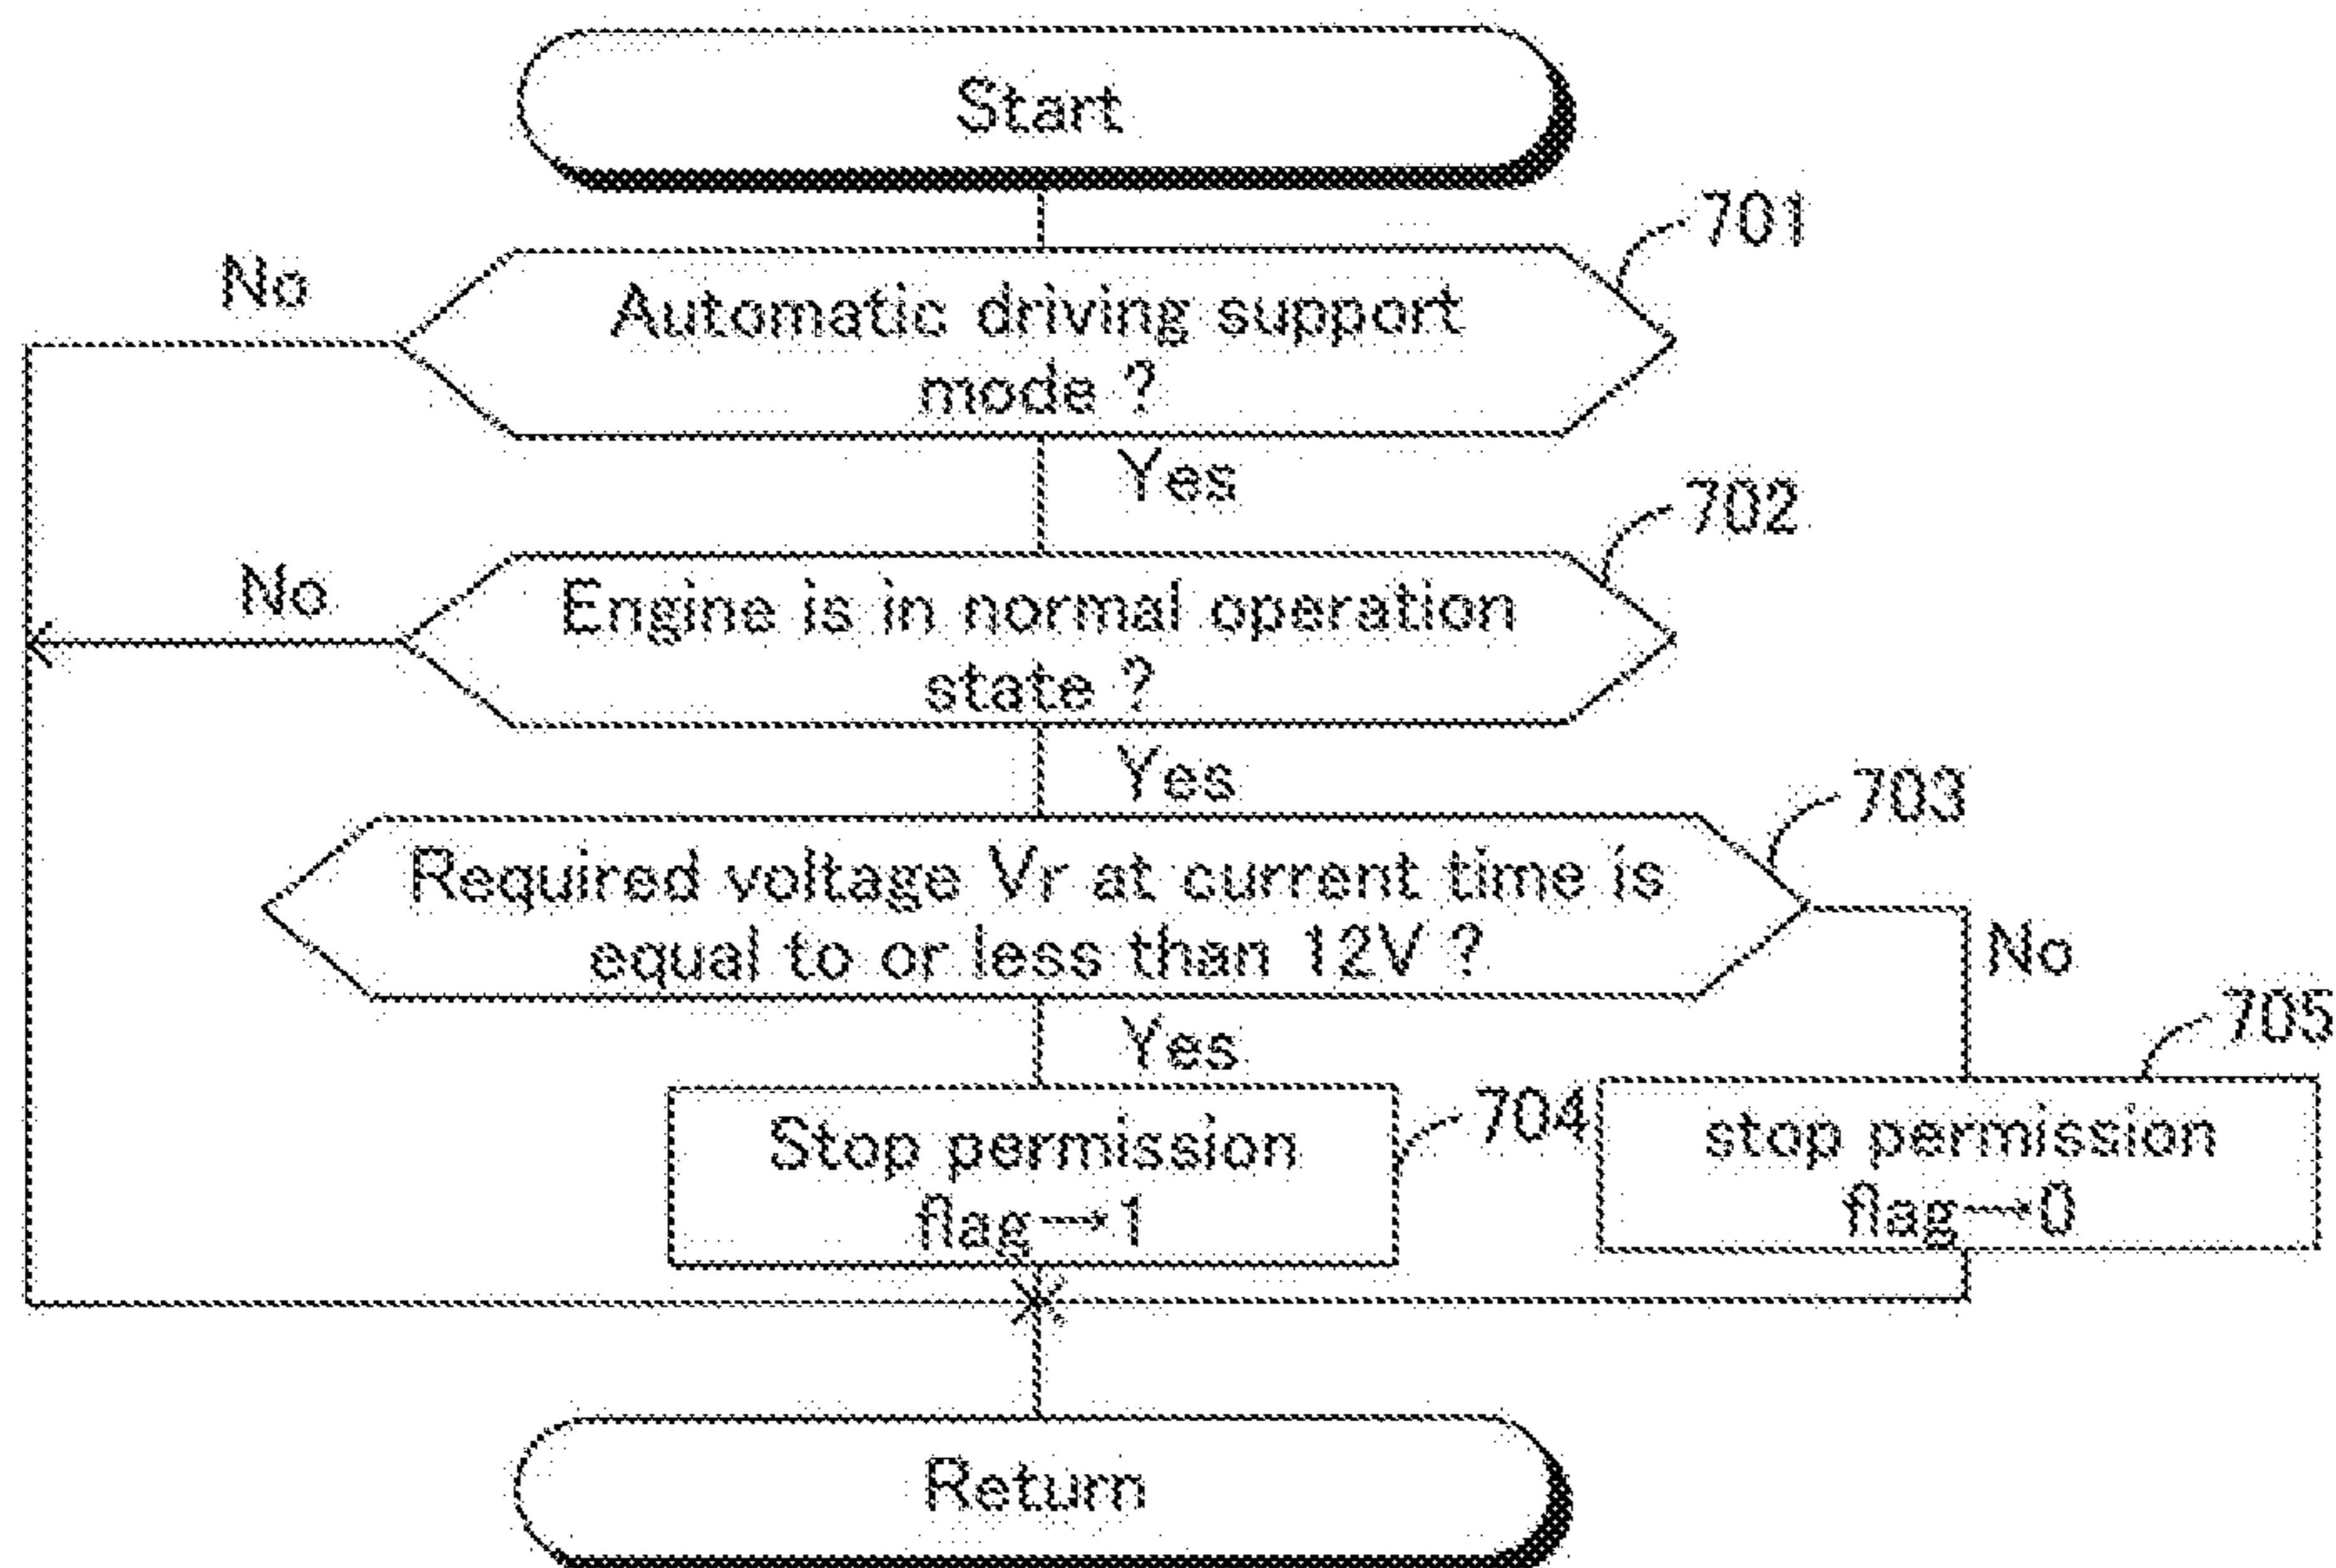 Start
701
No
Automatic driving support
mode ?
Yes
702
No
Engine is in normal operation
state ?
Yes
703
Required voltage Vr at current time is
equal to or less than 12V ?
No
Yes
705
704
Stop permission
flag→1
stop permission
flag→0
Return